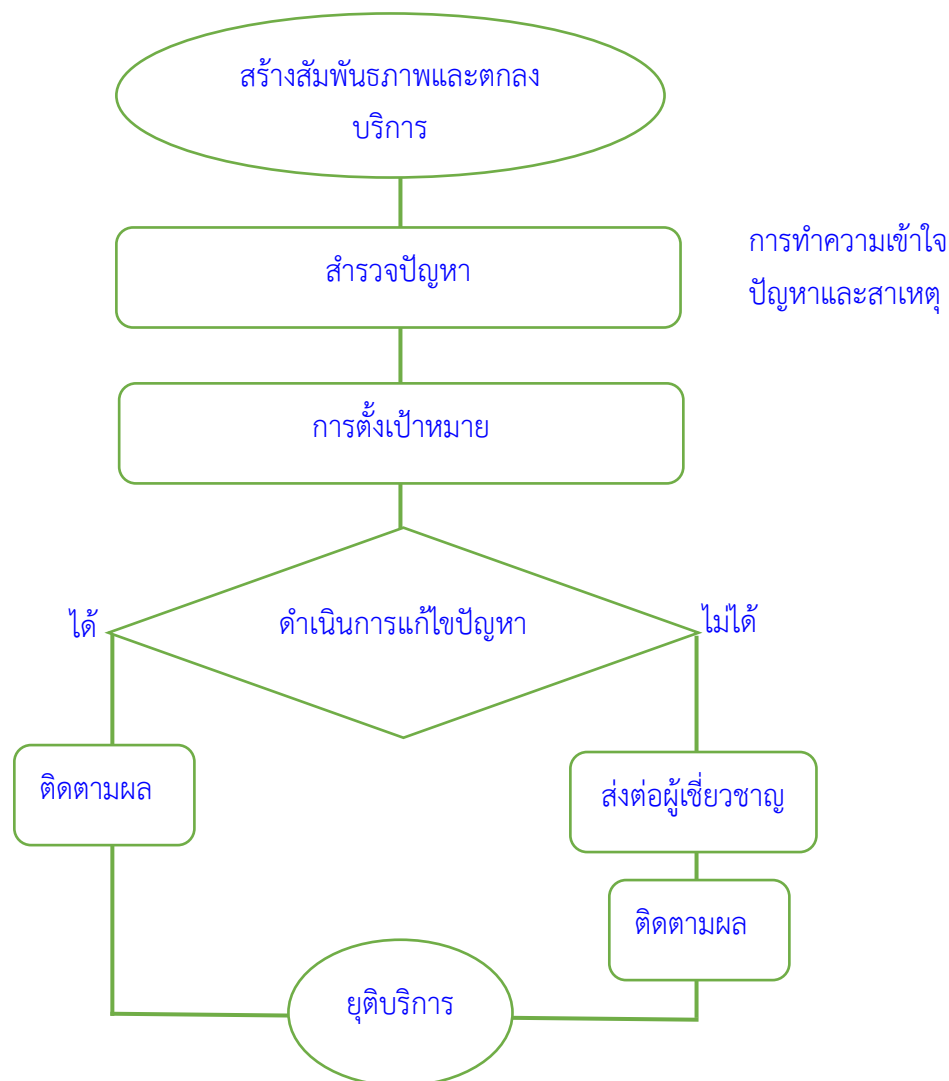 สร้างสัมพันธภาพและตกลง
บริการ
สำรวจปัญหา
การทำความเข้าใจ
ปัญหาและสาเหตุ
การตั้งเป้าหมาย
ได้
ดำเนินการแก้ไขปัญหา
ไม่ได้
ติดตามผล
ส่งต่อผู้เชี่ยวชาญ
ติดตามผล
ยุติบริการ